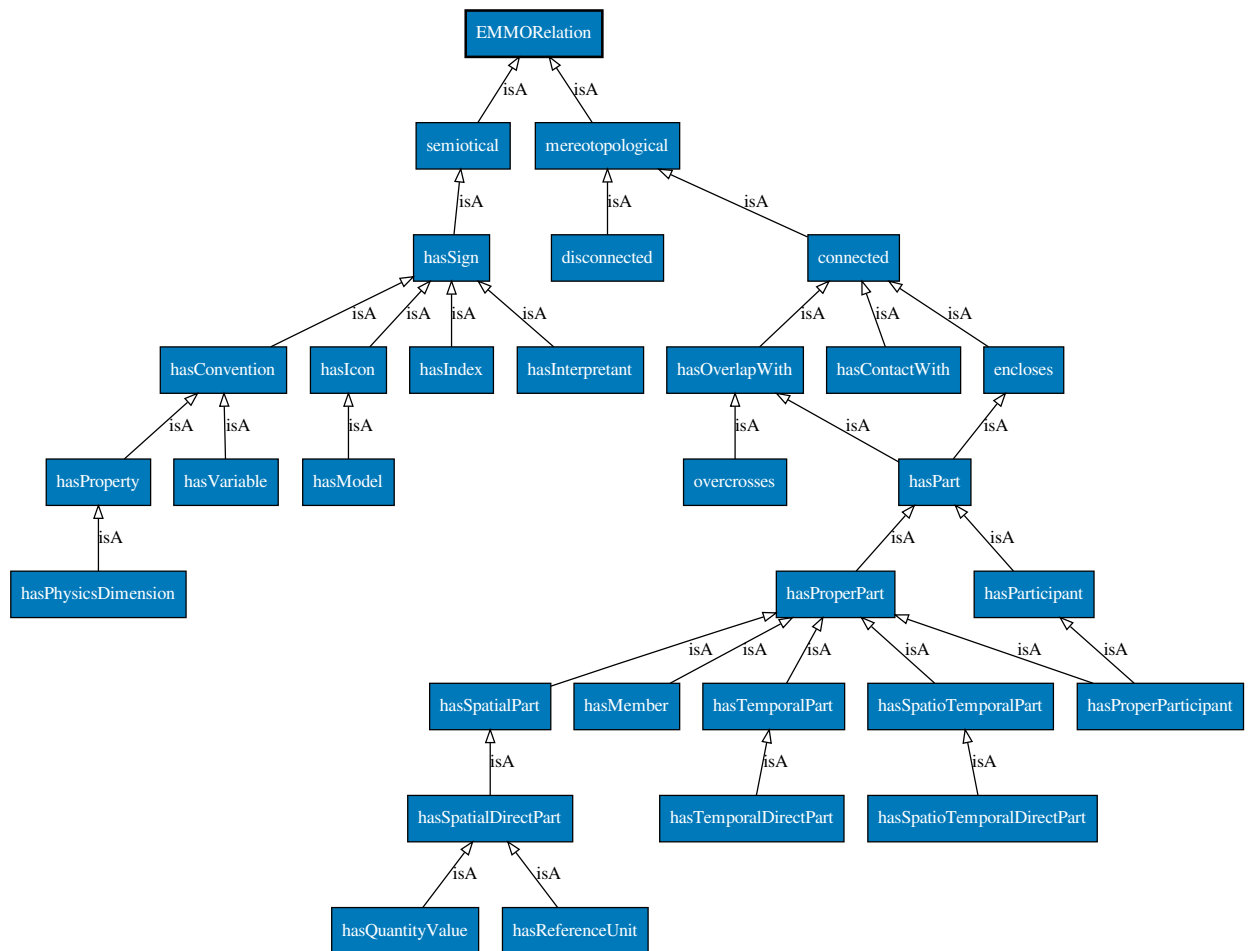 EMMORelation
isA isA
semiotical mereotopological
isA isA isA
hasSign disconnected connected
isA isA isA isA isA isA isA
hasConvention hasIcon hasIndex hasInterpretant hasOverlapWith hasContactWith encloses
isA isA isA isA isA isA
hasProperty hasVariable hasModel overcrosses hasPart
isA isA isA
hasPhysicsDimension hasProperPart hasParticipant
isA isA isA isA isA isA
hasSpatialPart hasMember hasTemporalPart hasSpatioTemporalPart hasProperParticipant
isA isA isA
hasSpatialDirectPart hasTemporalDirectPart hasSpatioTemporalDirectPart
isA isA
hasQuantityValue hasReferenceUnit